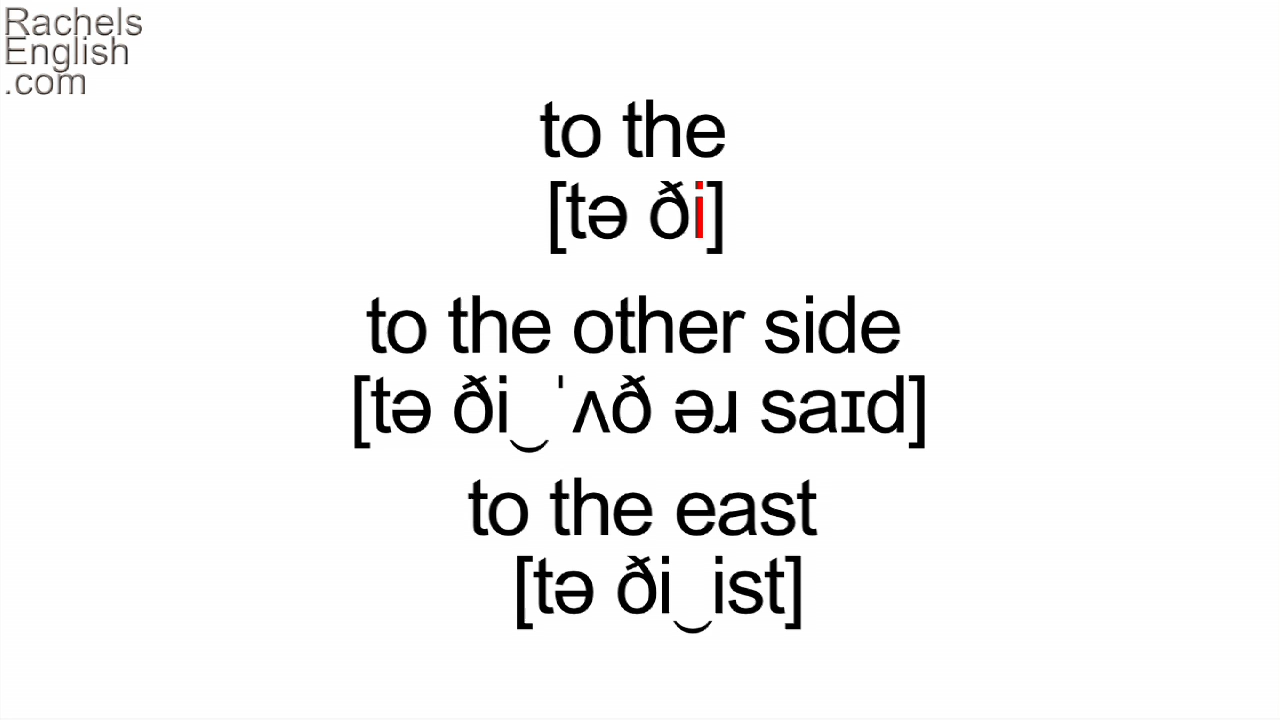 Rachels
English
.com
to the
[tə ði]
to the other side
[tə ði‿ˈʌð əɹ saɪd]
to the east
[tə ði‿ist]